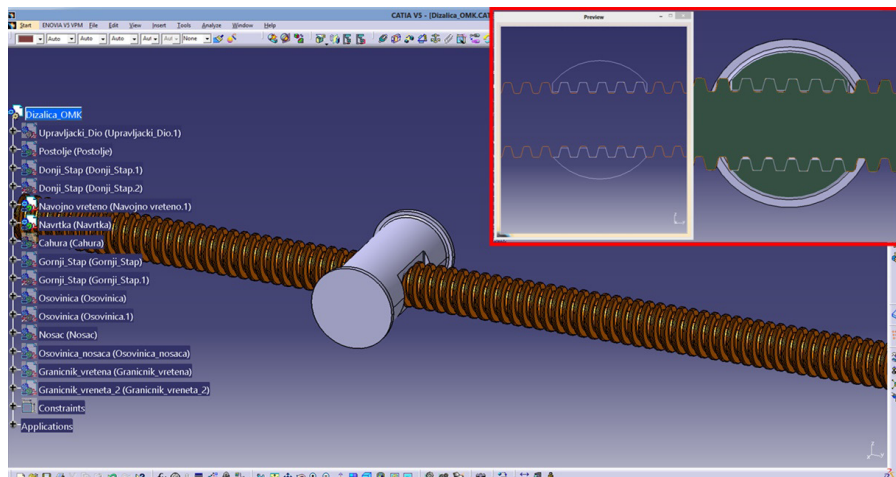 CATIA V5 - [Dizalica_OMK.CAT
Start ENOVIA V5 VPM File Edit View Insert Tools Analyze Window Help
Auto Auto Auto Aut Aut None
Preview
Dizalica_OMK
Upravljacki_Dio (Upravljacki_Dio.1)
Postolje (Postolje)
Donji_Stap (Donji_Stap.1)
Donji_Stap (Donji_Stap.2)
Navojno vreteno (Navojno vreteno.1)
Navrtka (Navrtka)
Cahura (Cahura)
Gornji_Stap (Gornji_Stap)
Gornji_Stap (Gornji_Stap.1)
Osovinica (Osovinica)
Osovinica (Osovinica.1)
Nosac (Nosac)
Osovinica_nosaca (Osovinica_nosaca)
Granicnik_vretena (Granicnik_vretena)
Granicnik_vreneta_2 (Granicnik_vreneta_2)
Constraints
Applications